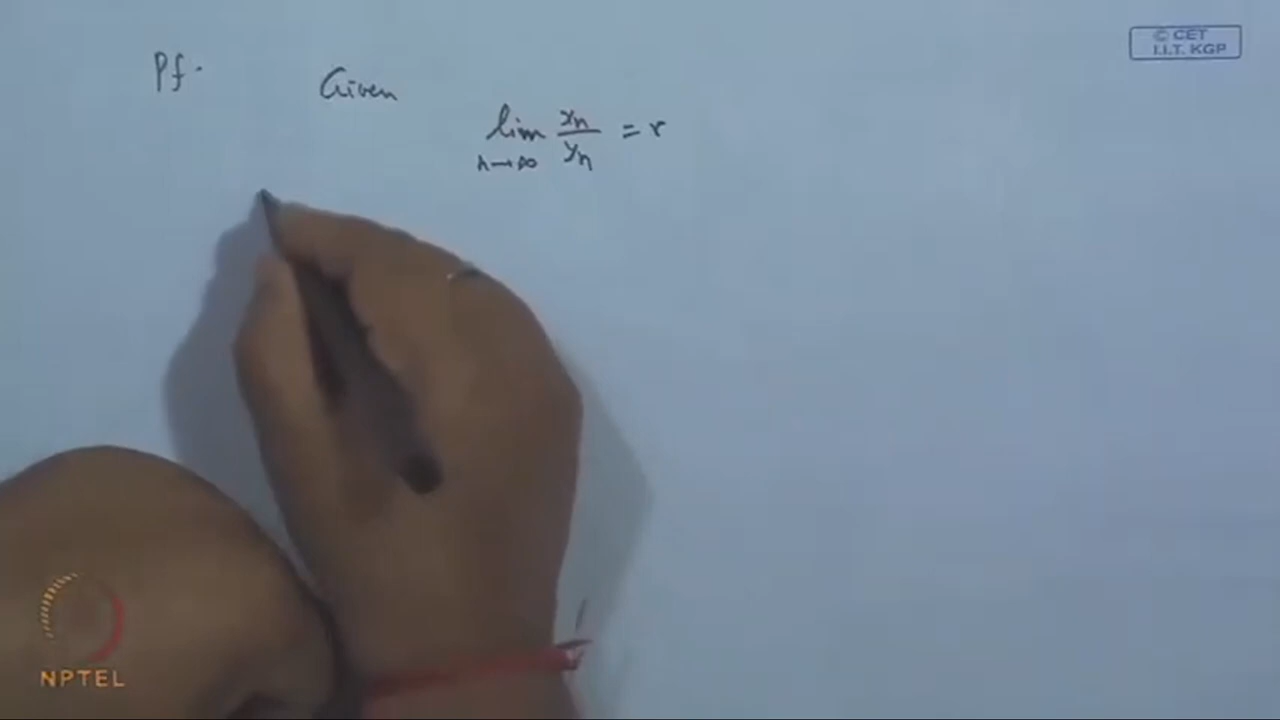 Pf.
Given
lim n→∞ xn/yn = r
© CET
I.I.T. KGP
NPTEL